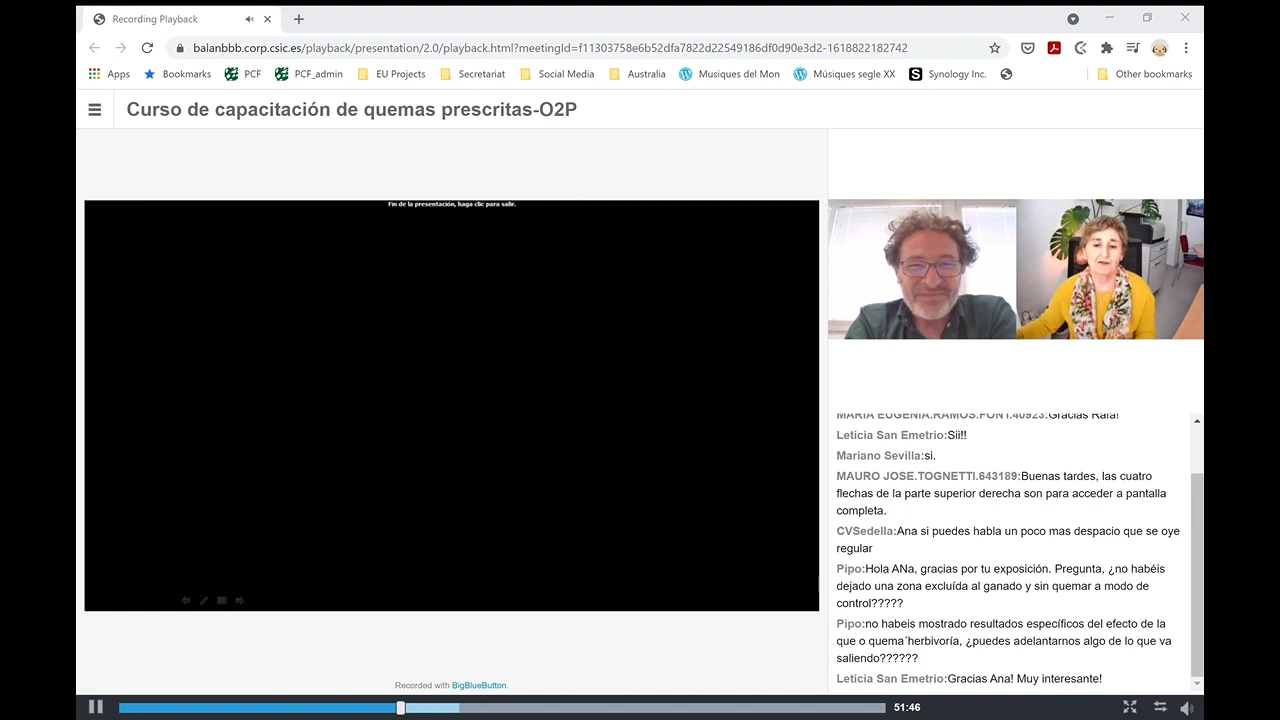 Recording Playback
balanbbb.corp.csic.es/playback/presentation/2.0/playback.html?meetingId=f11303758e6b52dfa7822d22549186df0d90e3d2-1618822182742
Apps Bookmarks PCF PCF_admin EU Projects Secretariat Social Media Australia Musiques del Mon Músiques segle XX Synology Inc. Other bookmarks
Curso de capacitación de quemas prescritas-O2P
Fin de la presentación, haga clic para salir.
MARIA EUGENIA.RAMOS.FONT.40923:Gracias Rafa!
Leticia San Emetrio:Sii!!
Mariano Sevilla:si.
MAURO JOSE.TOGNETTI.643189:Buenas tardes, las cuatro
flechas de la parte superior derecha son para acceder a pantalla
completa.
CVSedella:Ana si puedes habla un poco mas despacio que se oye
regular
Pipo:Hola ANa, gracias por tu exposición. Pregunta, ¿no habéis
dejado una zona excluída al ganado y sin quemar a modo de
control?????
Pipo:no habeis mostrado resultados específicos del efecto de la
que o quema´herbivoría, ¿puedes adelantarnos algo de lo que va
saliendo??????
Leticia San Emetrio:Gracias Ana! Muy interesante!
Recorded with BigBlueButton.
51:46